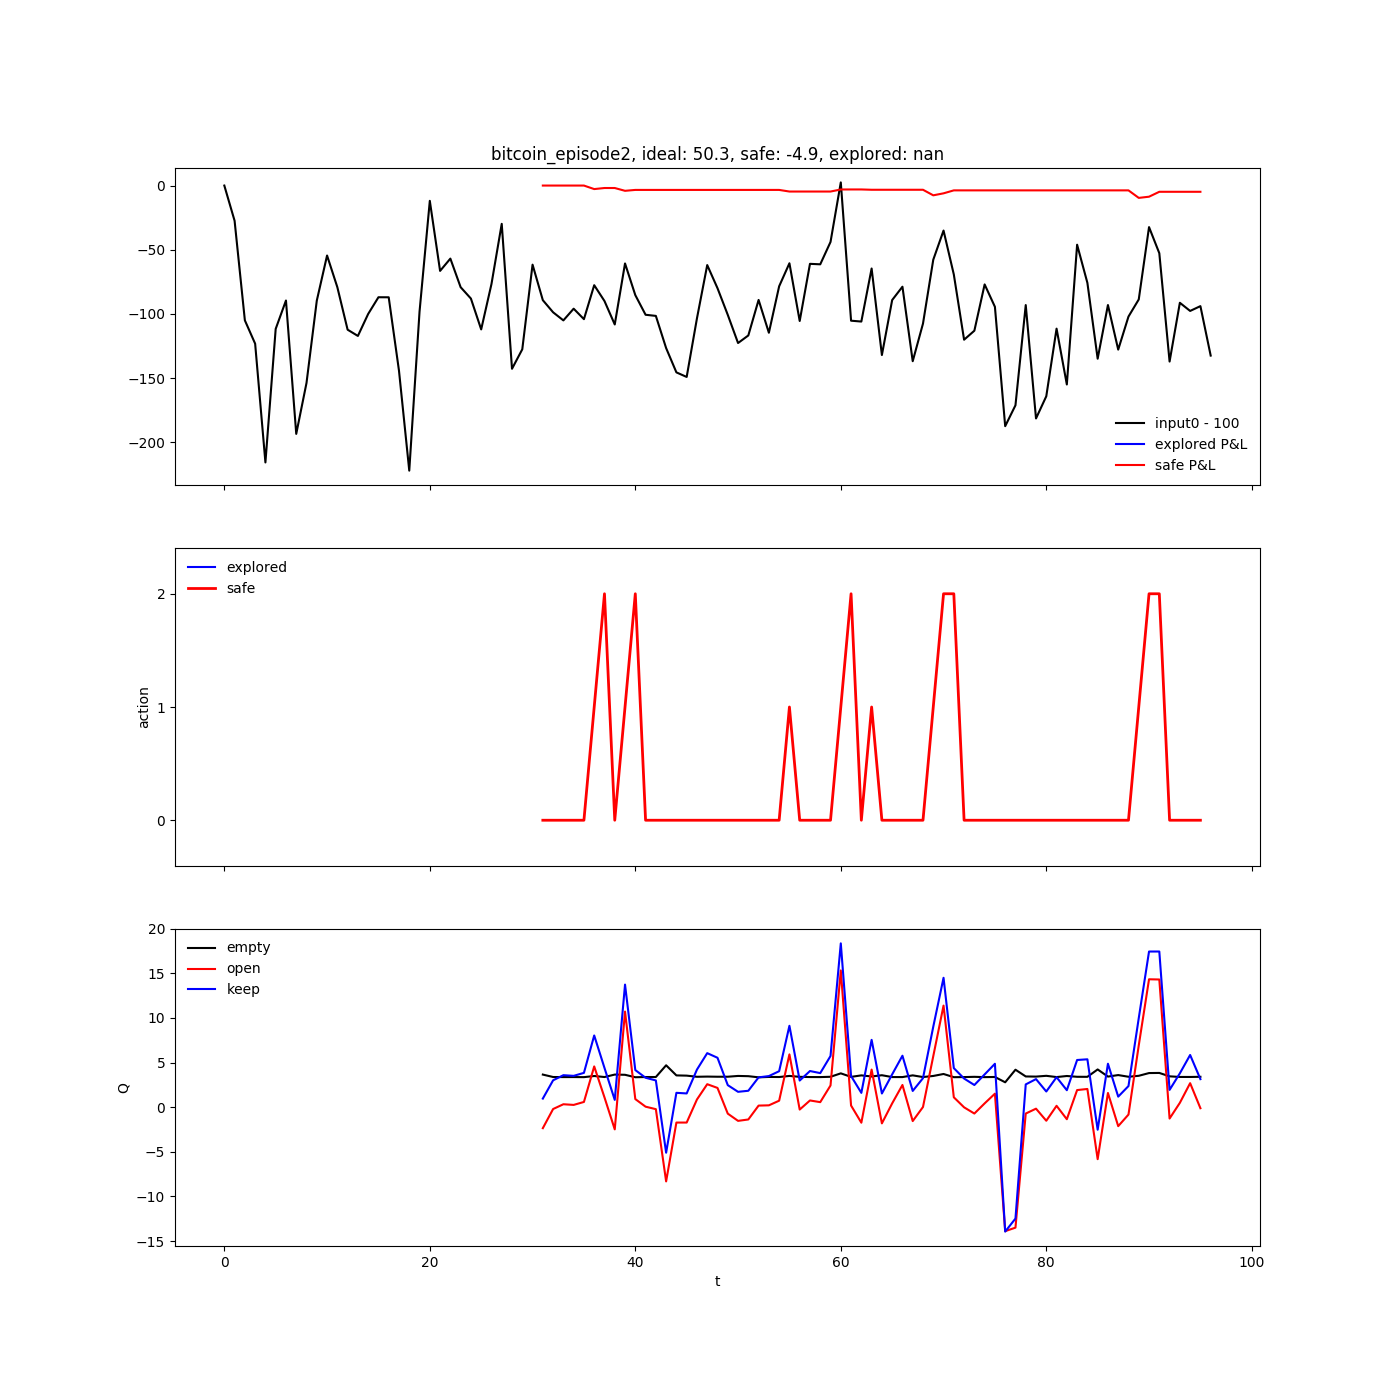 bitcoin_episode2, ideal: 50.3, safe: -4.9, explored: nan
0
−50
−100
−150
−200
input0 - 100
explored P&L
safe P&L
explored
safe
2
1
0
action
empty
open
keep
20
15
10
5
0
−5
−10
−15
Q
0 20 40 60 80 100
t